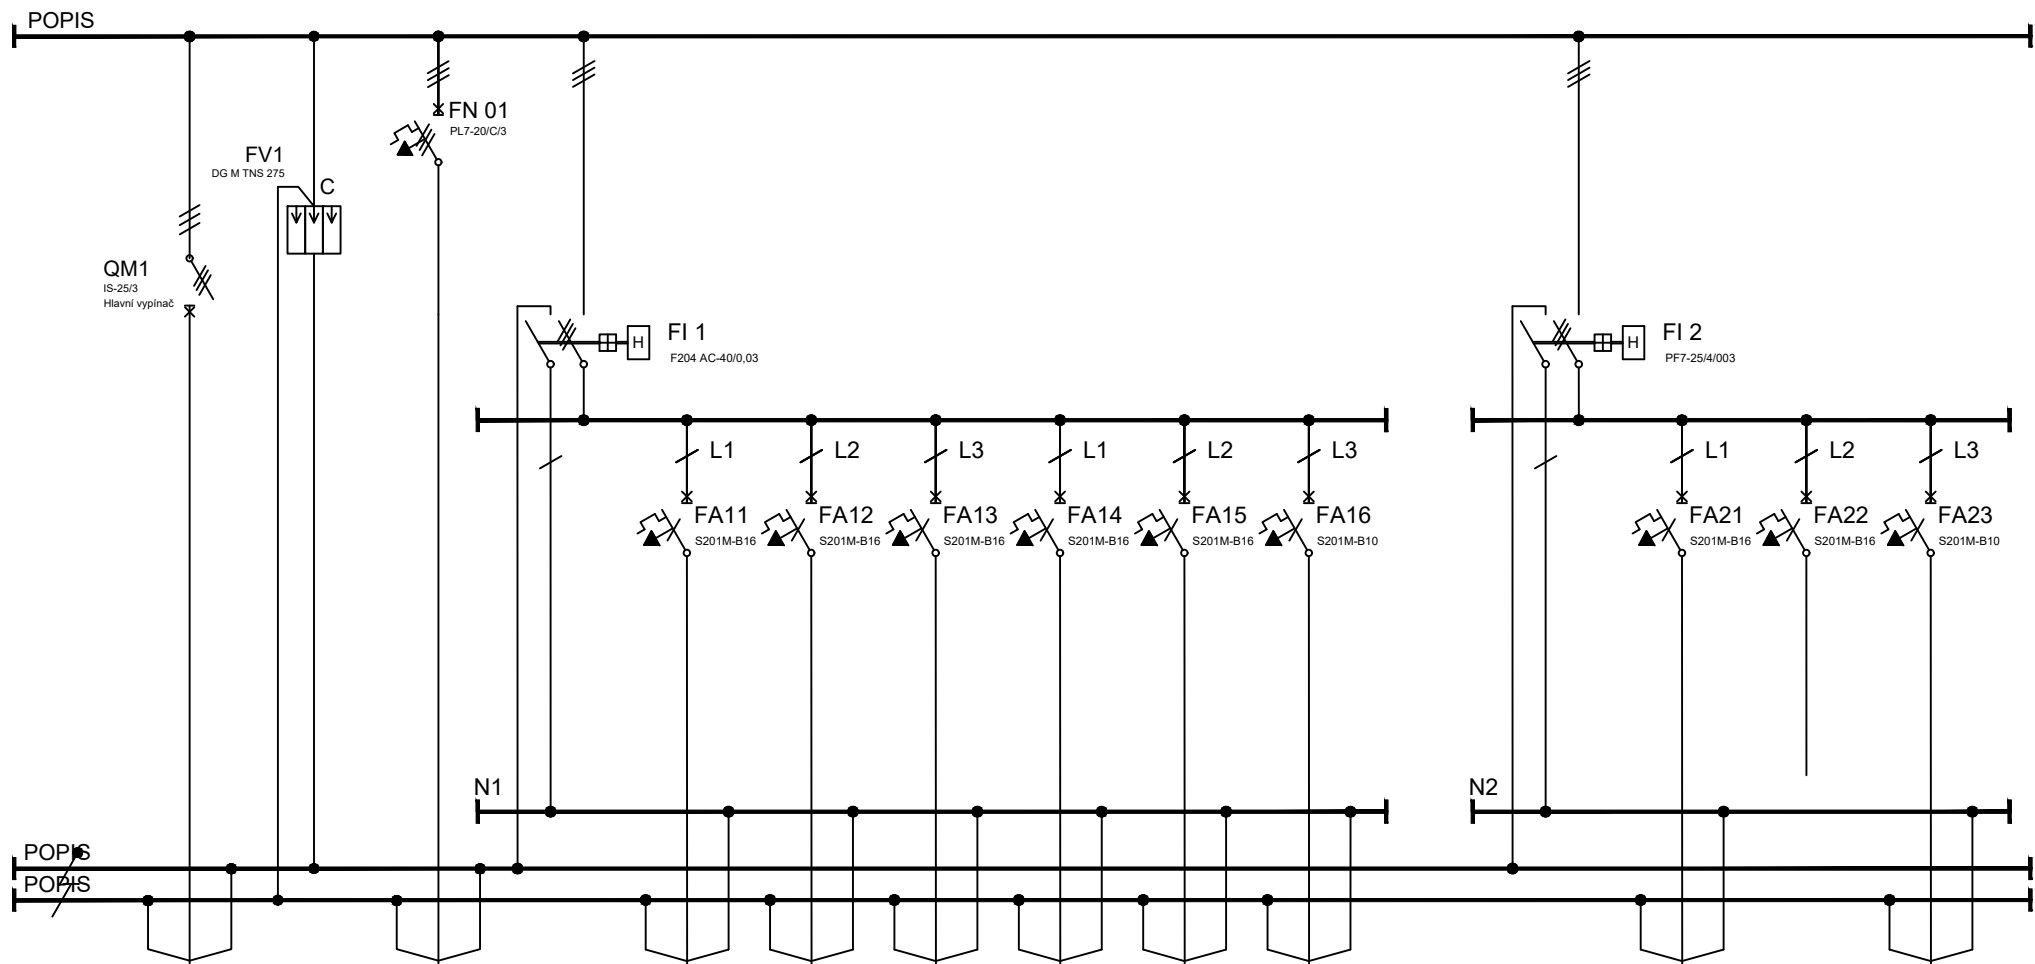 POPIS
FN 01
PL7-20/C/3
FV1
DG M TNS 275
C
QM1
IS-25/3
Hlavní vypínač
H
FI 1
F204 AC-40/0,03
H
FI 2
PF7-25/4/003
L1
L2
L3
L1
L2
L3
L1
L2
L3
FA11
S201M-B16
FA12
S201M-B16
FA13
S201M-B16
FA14
S201M-B16
FA15
S201M-B16
FA16
S201M-B10
FA21
S201M-B16
FA22
S201M-B16
FA23
S201M-B10
N1
N2
POPIS
POPIS